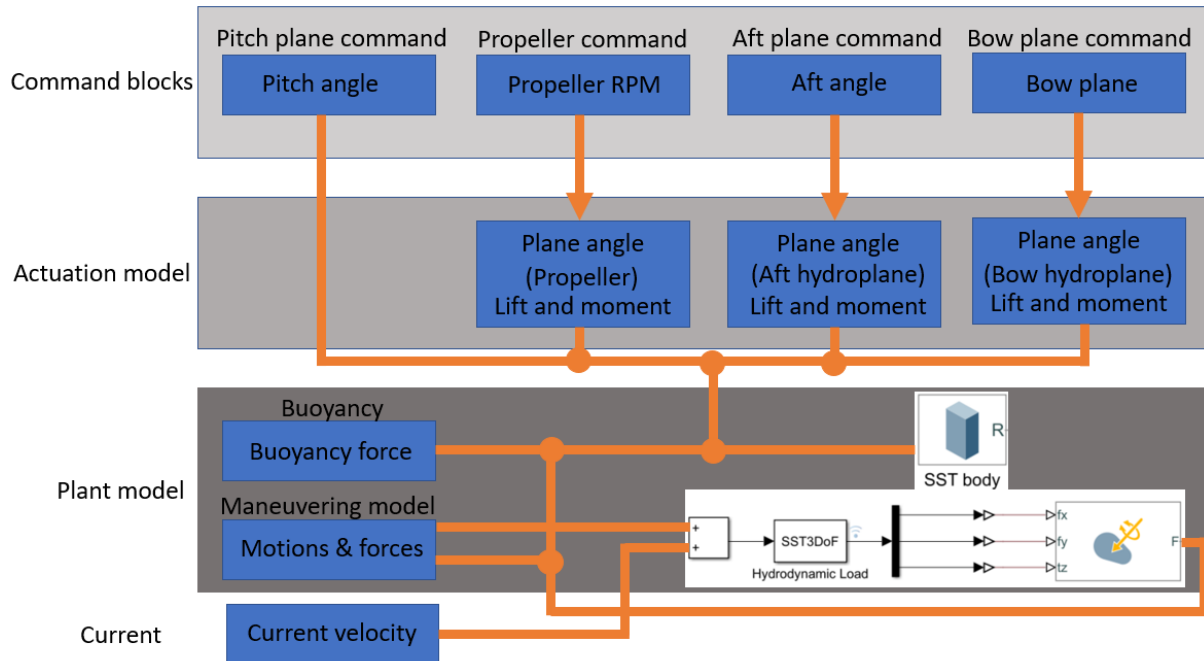 Pitch plane command
Propeller command
Aft plane command
Bow plane command
Command blocks
Pitch angle
Propeller RPM
Aft angle
Bow plane
Actuation model
Plane angle
(Propeller)
Lift and moment
Plane angle
(Aft hydroplane)
Lift and moment
Plane angle
(Bow hydroplane)
Lift and moment
Plant model
Buoyancy
Buoyancy force
R
SST body
Maneuvering model
Motions & forces
+
+
SST3DoF
Hydrodynamic Load
fx
fy
tz
F
Current
Current velocity